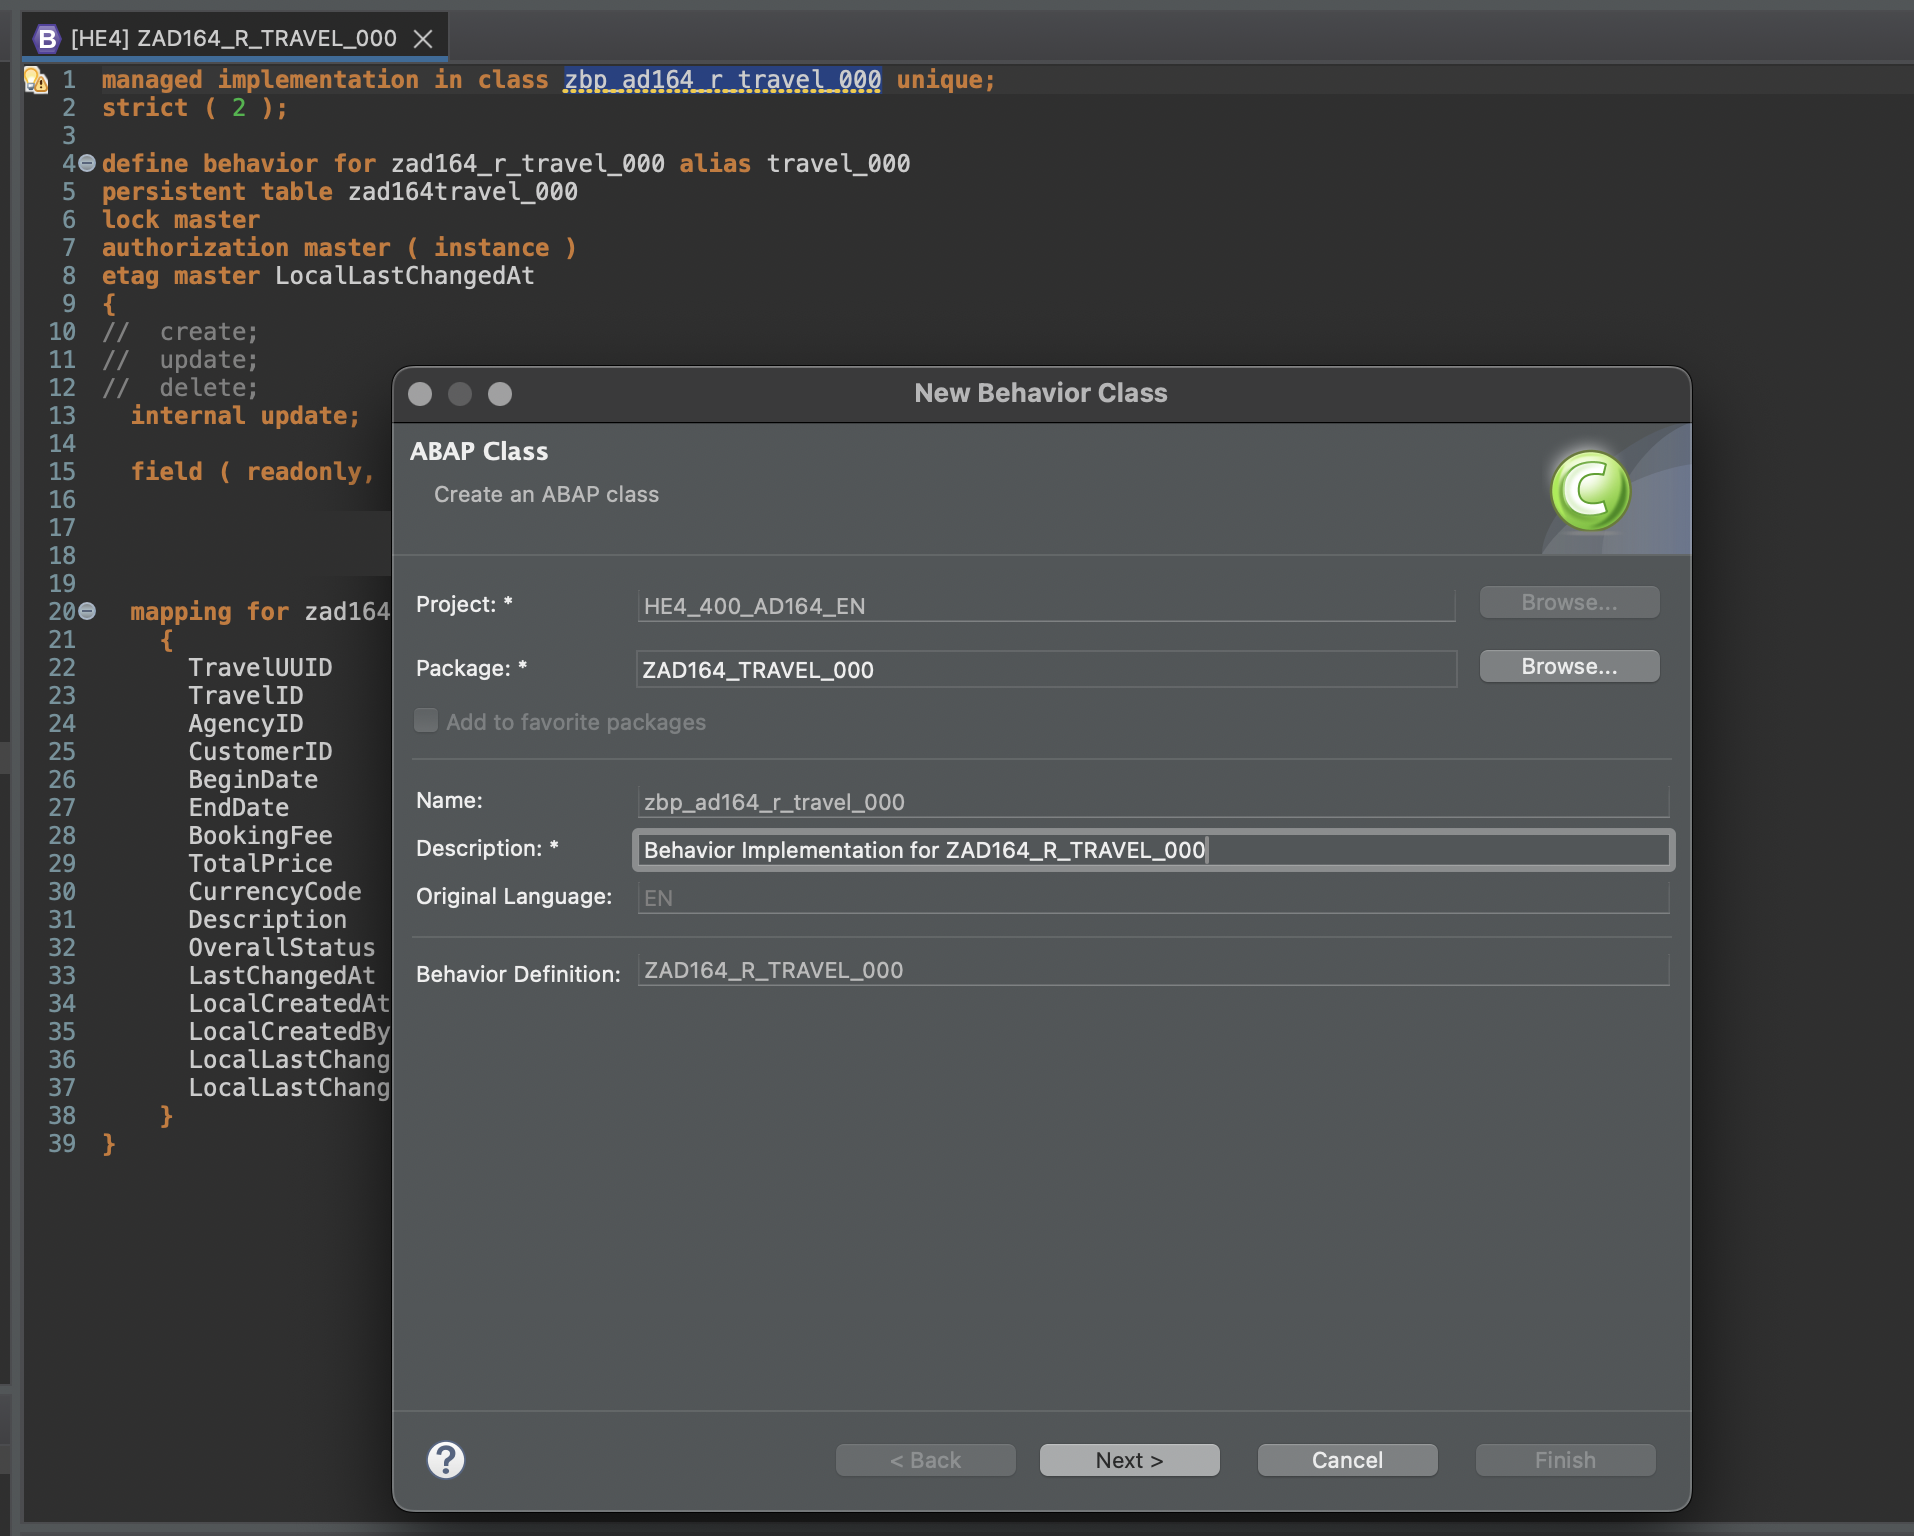 B [HE4] ZAD164_R_TRAVEL_000
1 managed implementation in class zbp_ad164_r_travel_000 unique;
2 strict ( 2 );
3
4 define behavior for zad164_r_travel_000 alias travel_000
5 persistent table zad164travel_000
6 lock master
7 authorization master ( instance )
8 etag master LocalLastChangedAt
9 {
10 //  create;
11 //  update;
12 //  delete;
13 internal update;
14
15 field ( readonly,
16
17
18
19
20 mapping for zad164
21 {
22 TravelUUID
23 TravelID
24 AgencyID
25 CustomerID
26 BeginDate
27 EndDate
28 BookingFee
29 TotalPrice
30 CurrencyCode
31 Description
32 OverallStatus
33 LastChangedAt
34 LocalCreatedAt
35 LocalCreatedBy
36 LocalLastChang
37 LocalLastChang
38 }
39 }
New Behavior Class
ABAP Class
Create an ABAP class
C
Project: * HE4_400_AD164_EN Browse...
Package: * ZAD164_TRAVEL_000 Browse...
Add to favorite packages
Name: zbp_ad164_r_travel_000
Description: * Behavior Implementation for ZAD164_R_TRAVEL_000
Original Language: EN
Behavior Definition: ZAD164_R_TRAVEL_000
? < Back Next > Cancel Finish